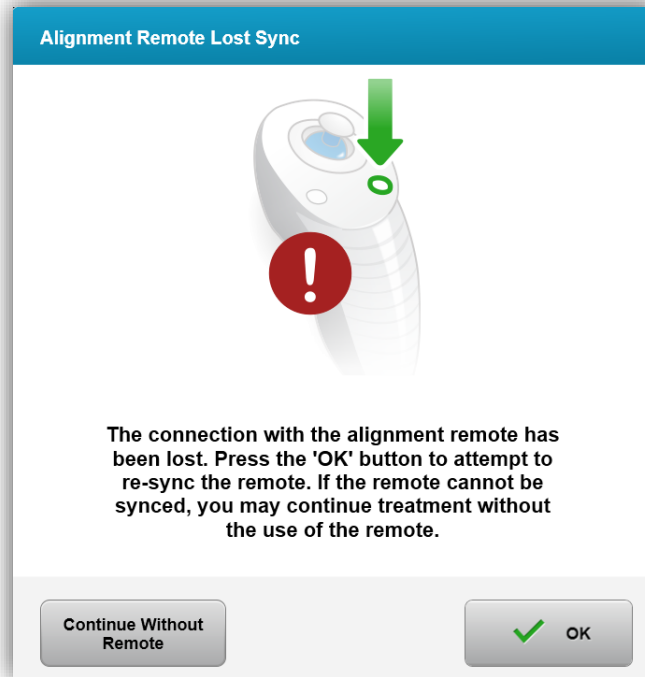 Alignment Remote Lost Sync
!
The connection with the alignment remote has
been lost. Press the 'OK' button to attempt to
re-sync the remote. If the remote cannot be
synced, you may continue treatment without
the use of the remote.
Continue Without
Remote
OK